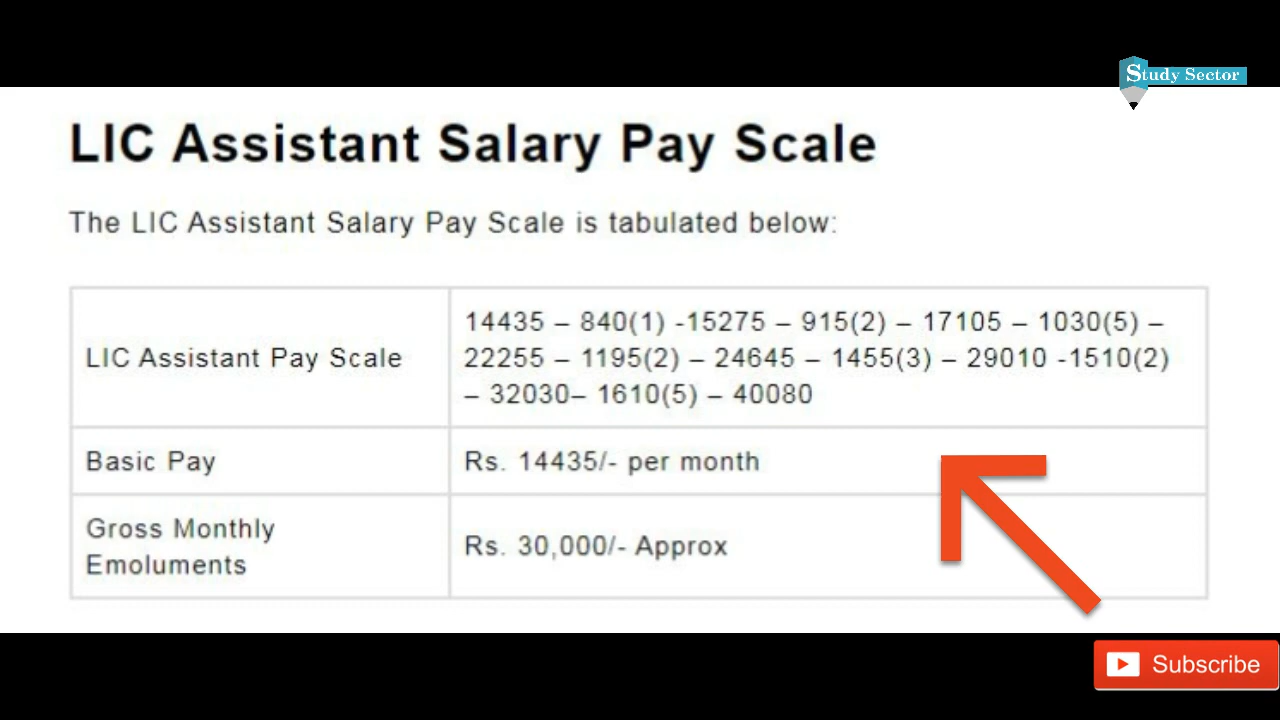 Study Sector
LIC Assistant Salary Pay Scale
The LIC Assistant Salary Pay Scale is tabulated below:
LIC Assistant Pay Scale
14435 – 840(1) -15275 – 915(2) – 17105 – 1030(5) –
22255 – 1195(2) – 24645 – 1455(3) – 29010 -1510(2)
– 32030– 1610(5) – 40080
Basic Pay
Rs. 14435/- per month
Gross Monthly
Emoluments
Rs. 30,000/- Approx
Subscribe